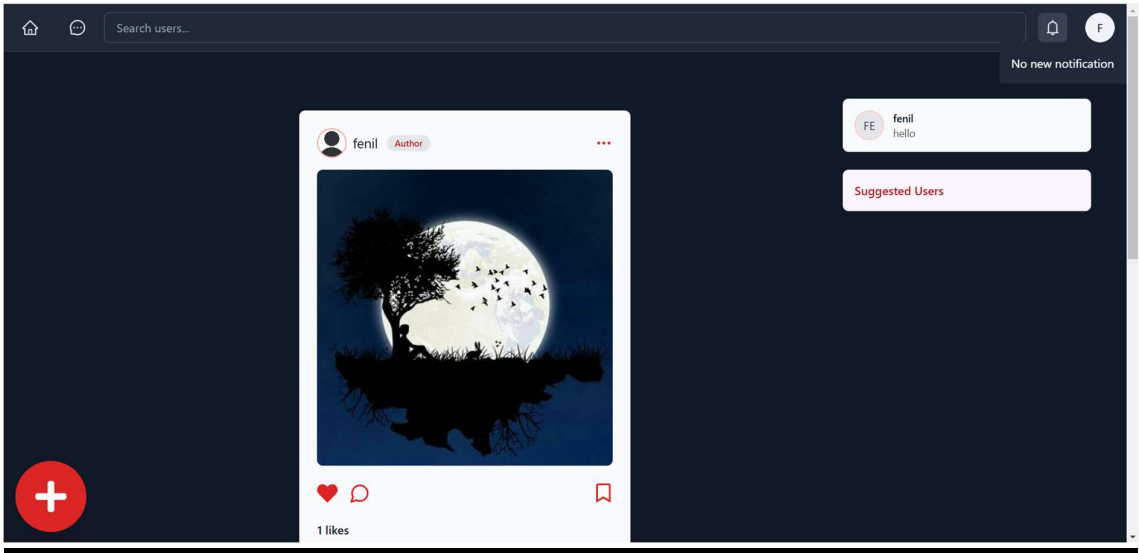 Search users...
F
No new notification
fenil Author
FE
fenil
hello
Suggested Users
1 likes